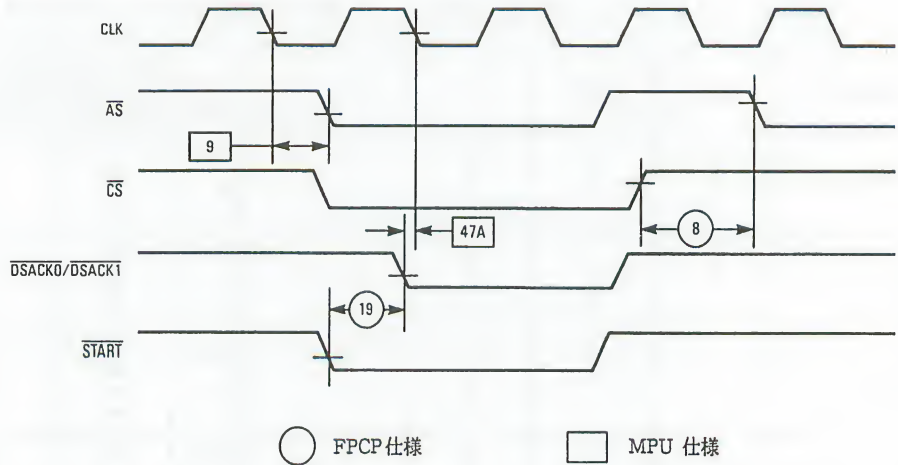 CLK
AS
9
CS
47A
8
DSACK0/DSACK1
19
START
FPCP仕様
MPU 仕様